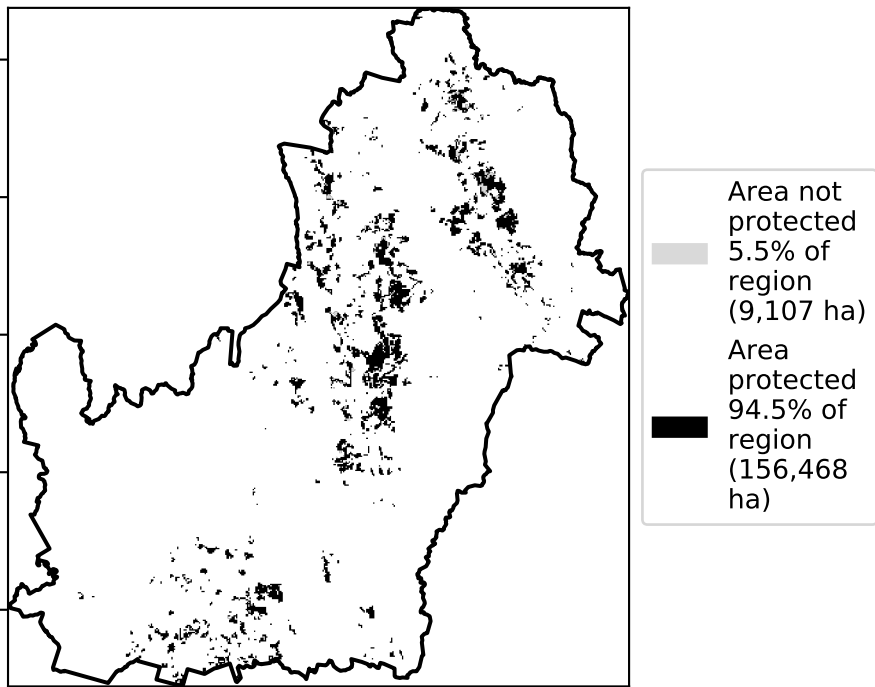 Area not
protected
5.5% of
region
(9,107 ha)
Area
protected
94.5% of
region
(156,468
ha)